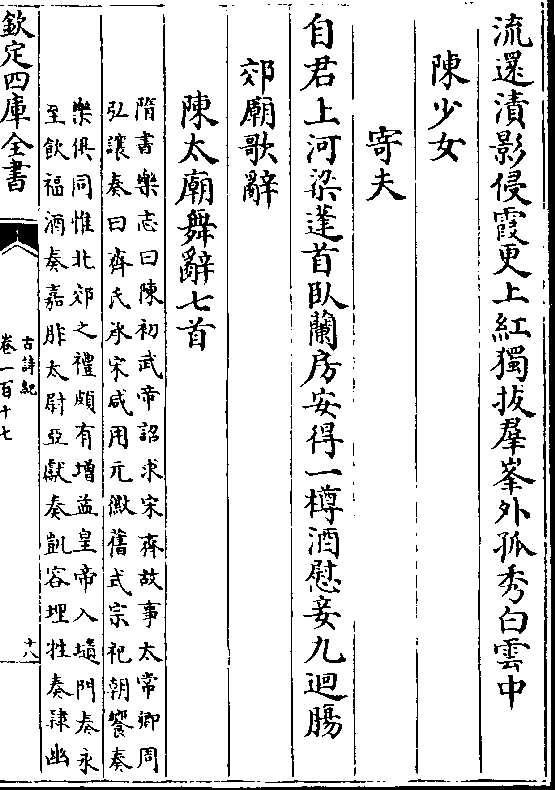 流還漬影侵霞更上紅獨拔羣峯外孤秀白雲中
陳少女
寄夫
自君上河梁蓬首臥蘭房安得一樽酒慰妾九迴腸
郊廟歌辭
陳太廟舞辭七首
隋書樂志曰陳初武帝詔求宋齊故事太常卿周
弘讓奏曰齊氏承宋咸用元徽舊式宗祀朝饗奏
樂俱同惟北郊之禮頗有增益皇帝入壝門奏永
至飲福酒奏嘉胙太尉亞獻奏凱容埋牲奏隸幽
欽定四庫全書
古詩紀
卷一百十七
十八